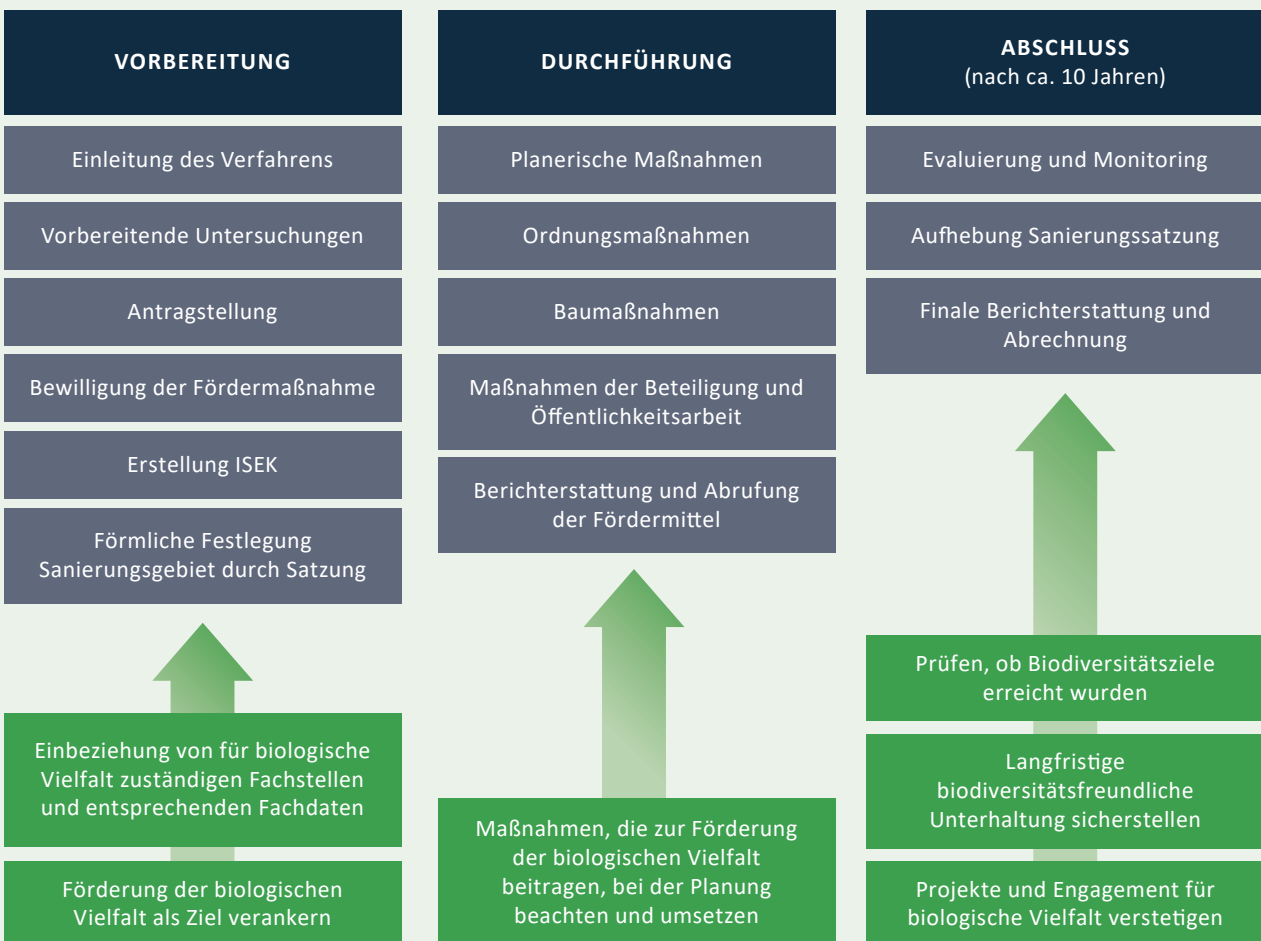 VORBEREITUNG
Einleitung des Verfahrens
Vorbereitende Untersuchungen
Antragstellung
Bewilligung der Fördermaßnahme
Erstellung ISEK
Förmliche Festlegung
Sanierungsgebiet durch Satzung
Einbeziehung von für biologische
Vielfalt zuständigen Fachstellen
und entsprechenden Fachdaten
Förderung der biologischen
Vielfalt als Ziel verankern
DURCHFÜHRUNG
Planerische Maßnahmen
Ordnungsmaßnahmen
Baumaßnahmen
Maßnahmen der Beteiligung und
Öffentlichkeitsarbeit
Berichterstattung und Abrufung
der Fördermittel
Maßnahmen, die zur Förderung
der biologischen Vielfalt
beitragen, bei der Planung
beachten und umsetzen
ABSCHLUSS
(nach ca. 10 Jahren)
Evaluierung und Monitoring
Aufhebung Sanierungssatzung
Finale Berichterstattung und
Abrechnung
Prüfen, ob Biodiversitätsziele
erreicht wurden
Langfristige
biodiversitätsfreundliche
Unterhaltung sicherstellen
Projekte und Engagement für
biologische Vielfalt verstetigen